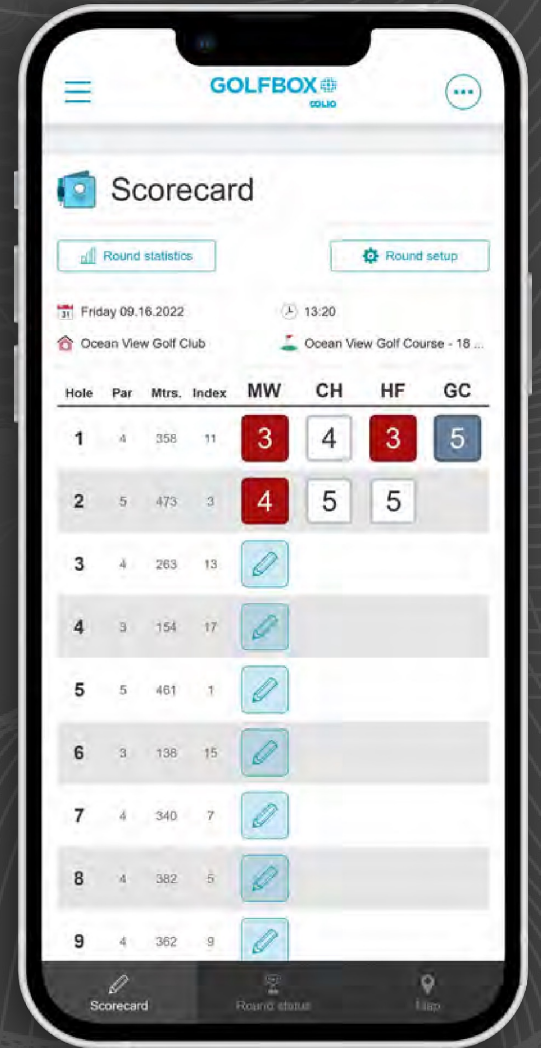 GOLFBOX
GOLIO
Scorecard
Round statistics Round setup
31 Friday 09.16.2022 13:20
Ocean View Golf Club Ocean View Golf Course - 18 ...
Hole Par Mtrs. Index MW CH HF GC
1 4 358 11 3 4 3 5
2 5 473 3 4 5 5
3 4 263 13
4 3 154 17
5 5 461 1
6 3 138 15
7 4 340 7
8 4 382 5
9 4 362 9
Scorecard Round status Map